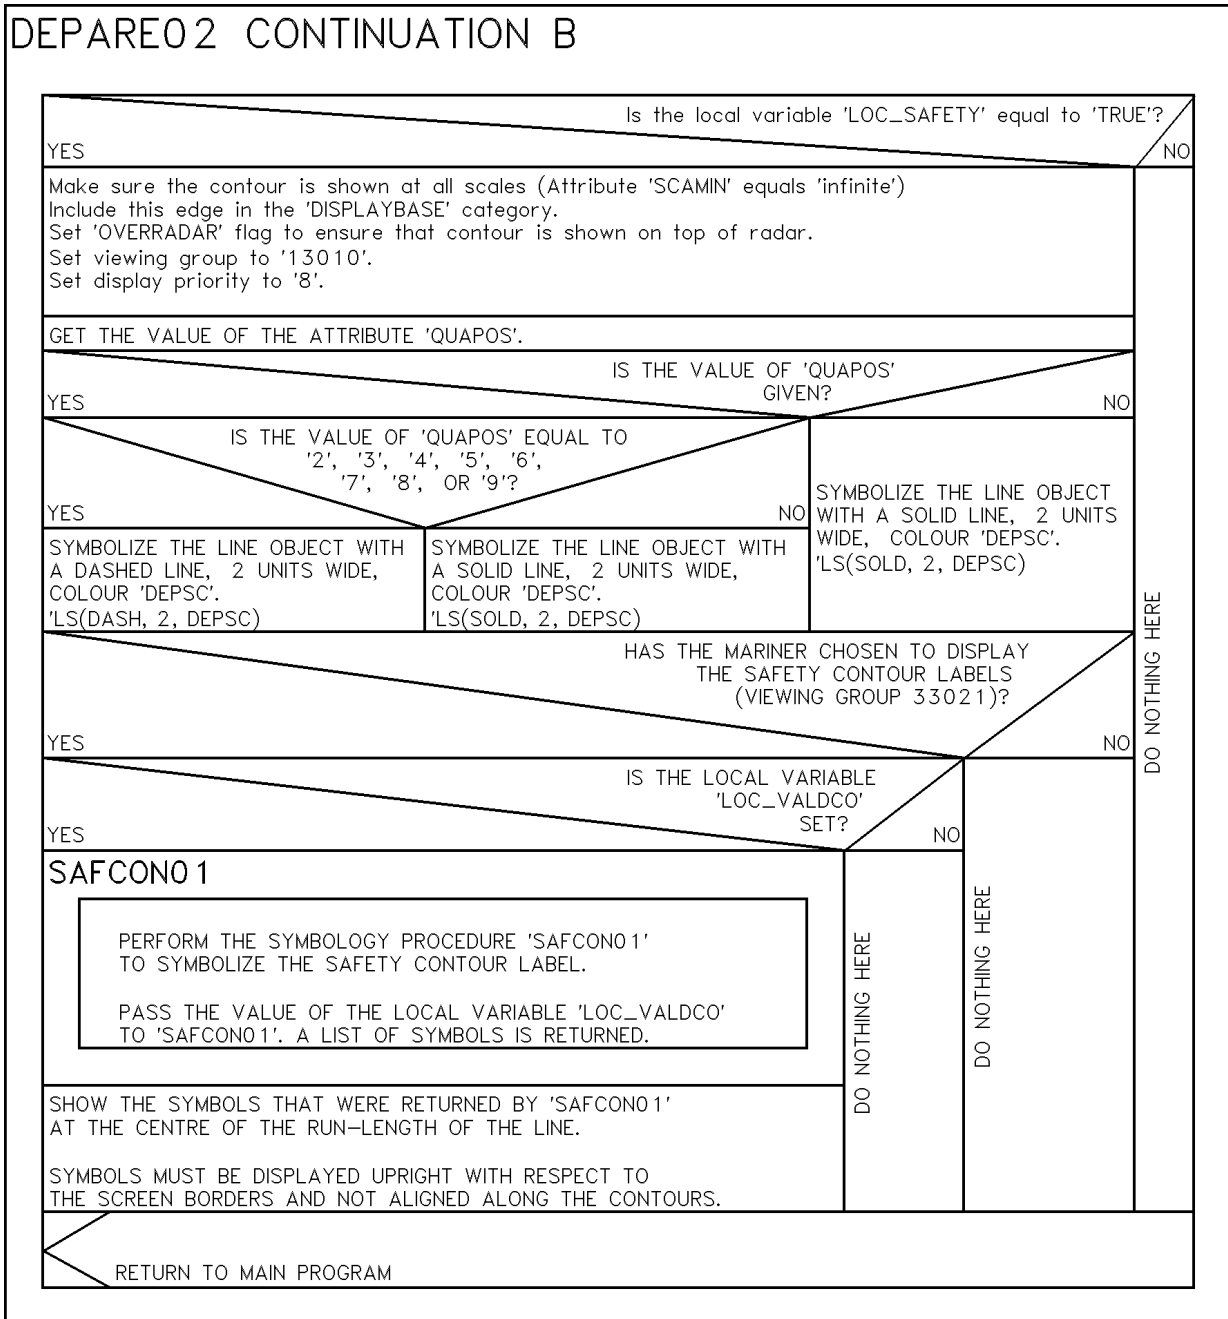 DEPARE02 CONTINUATION B
Is the local variable 'LOC_SAFETY' equal to 'TRUE'?
YES
NO
Make sure the contour is shown at all scales (Attribute 'SCAMIN' equals 'infinite')
Include this edge in the 'DISPLAYBASE' category.
Set 'OVERRADAR' flag to ensure that contour is shown on top of radar.
Set viewing group to '13010'.
Set display priority to '8'.
GET THE VALUE OF THE ATTRIBUTE 'QUAPOS'.
IS THE VALUE OF 'QUAPOS'
GIVEN?
YES
NO
IS THE VALUE OF 'QUAPOS' EQUAL TO
'2', '3', '4', '5', '6',
'7', '8', OR '9'?
YES
NO
SYMBOLIZE THE LINE OBJECT WITH
A DASHED LINE, 2 UNITS WIDE,
COLOUR 'DEPSC'.
'LS(DASH, 2, DEPSC)
SYMBOLIZE THE LINE OBJECT WITH
A SOLID LINE, 2 UNITS WIDE,
COLOUR 'DEPSC'.
'LS(SOLD, 2, DEPSC)
SYMBOLIZE THE LINE OBJECT
WITH A SOLID LINE, 2 UNITS
WIDE, COLOUR 'DEPSC'.
'LS(SOLD, 2, DEPSC)
HAS THE MARINER CHOSEN TO DISPLAY
THE SAFETY CONTOUR LABELS
(VIEWING GROUP 33021)?
YES
NO
IS THE LOCAL VARIABLE
'LOC_VALDCO'
SET?
YES
NO
SAFCON01
PERFORM THE SYMBOLOGY PROCEDURE 'SAFCON01'
TO SYMBOLIZE THE SAFETY CONTOUR LABEL.
PASS THE VALUE OF THE LOCAL VARIABLE 'LOC_VALDCO'
TO 'SAFCON01'. A LIST OF SYMBOLS IS RETURNED.
SHOW THE SYMBOLS THAT WERE RETURNED BY 'SAFCON01'
AT THE CENTRE OF THE RUN-LENGTH OF THE LINE.
SYMBOLS MUST BE DISPLAYED UPRIGHT WITH RESPECT TO
THE SCREEN BORDERS AND NOT ALIGNED ALONG THE CONTOURS.
DO NOTHING HERE
DO NOTHING HERE
DO NOTHING HERE
RETURN TO MAIN PROGRAM